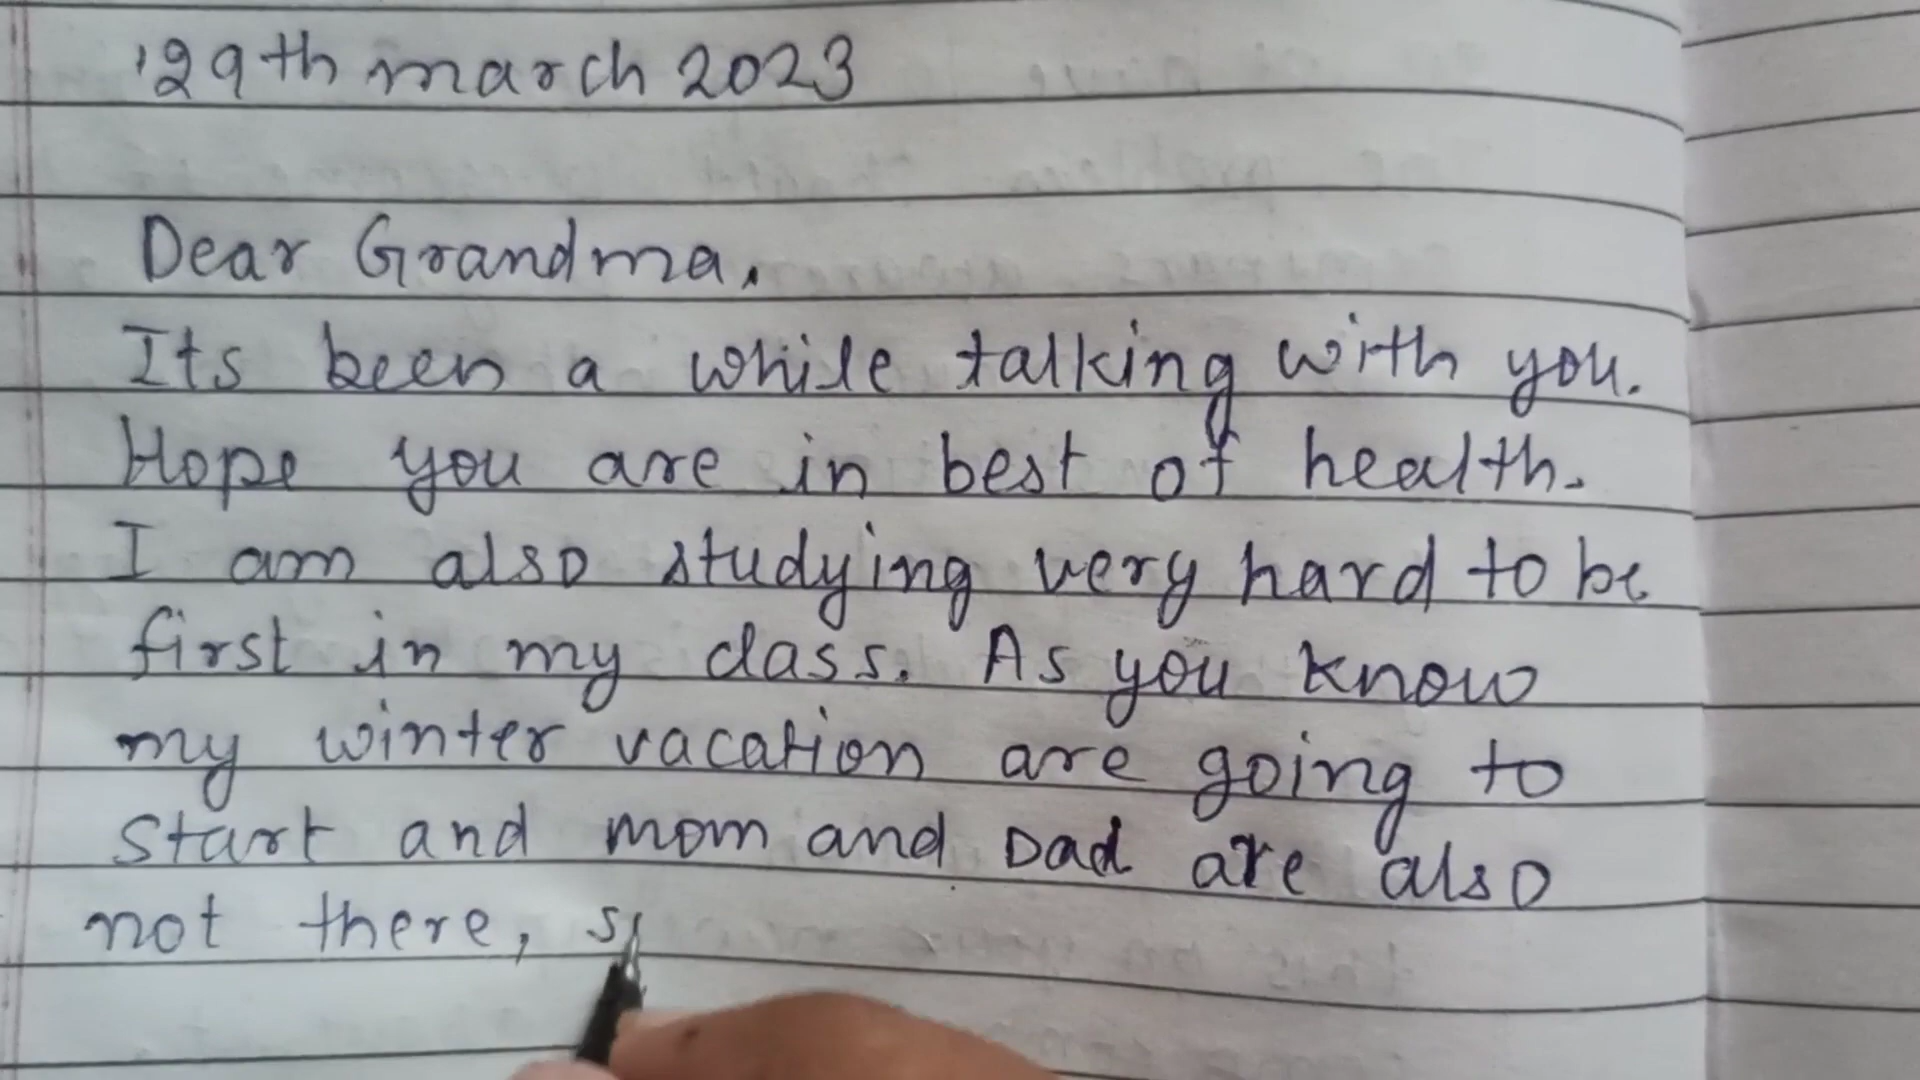 29th march 2023
Dear Grandma,
Its been a while talking with you.
Hope you are in best of health.
I am also studying very hard to be
first in my class. As you know
my winter vacation are going to
start and mom and Dad are also
not there,